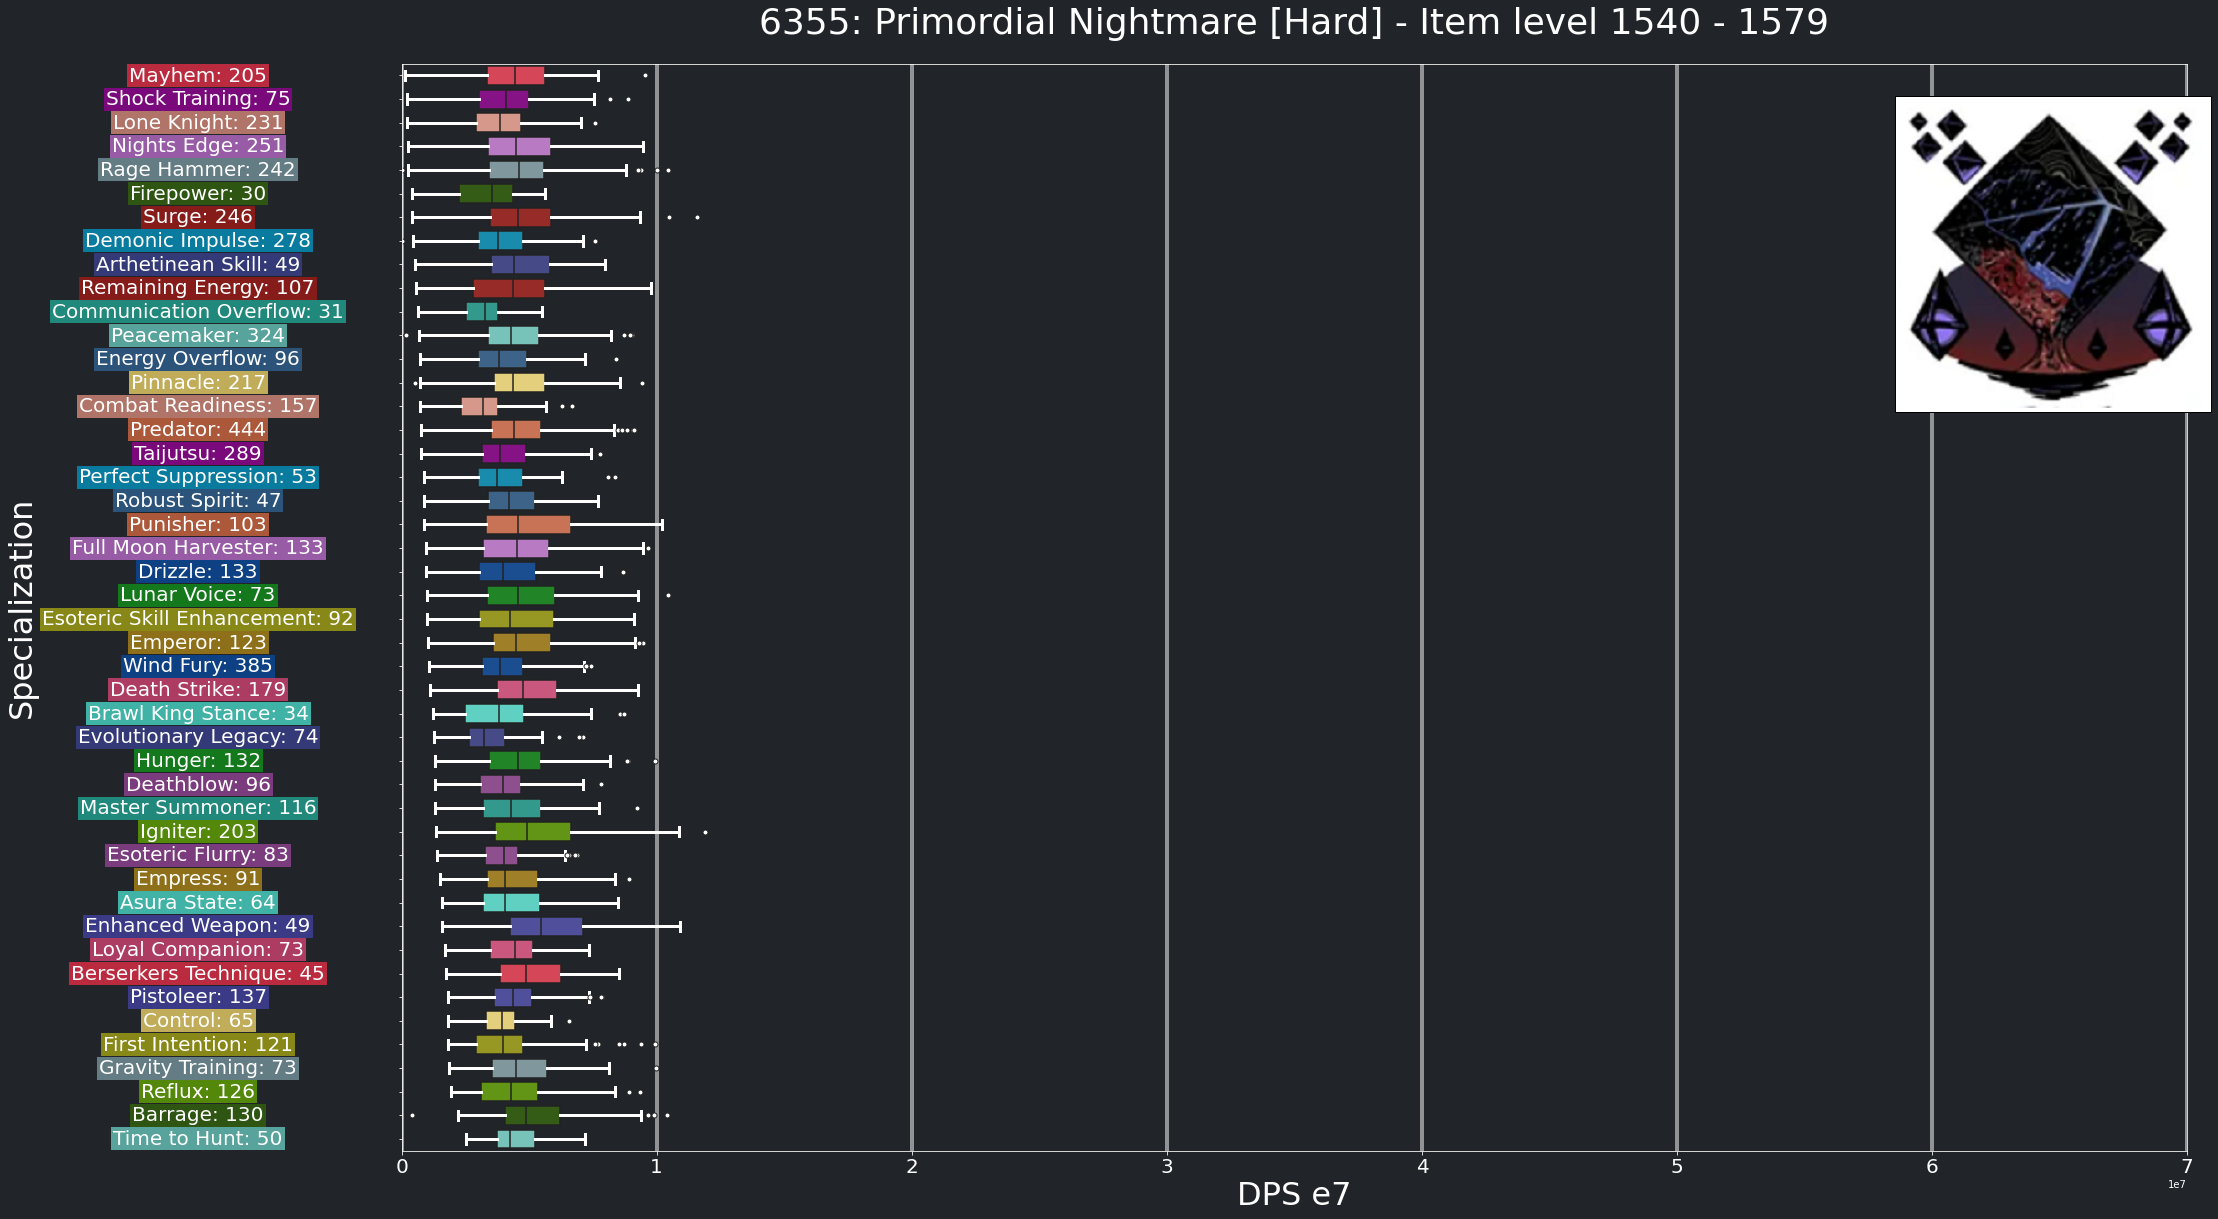 6355: Primordial Nightmare [Hard] - Item level 1540 - 1579
Specialization
Mayhem: 205
Shock Training: 75
Lone Knight: 231
Nights Edge: 251
Rage Hammer: 242
Firepower: 30
Surge: 246
Demonic Impulse: 278
Arthetinean Skill: 49
Remaining Energy: 107
Communication Overflow: 31
Peacemaker: 324
Energy Overflow: 96
Pinnacle: 217
Combat Readiness: 157
Predator: 444
Taijutsu: 289
Perfect Suppression: 53
Robust Spirit: 47
Punisher: 103
Full Moon Harvester: 133
Drizzle: 133
Lunar Voice: 73
Esoteric Skill Enhancement: 92
Emperor: 123
Wind Fury: 385
Death Strike: 179
Brawl King Stance: 34
Evolutionary Legacy: 74
Hunger: 132
Deathblow: 96
Master Summoner: 116
Igniter: 203
Esoteric Flurry: 83
Empress: 91
Asura State: 64
Enhanced Weapon: 49
Loyal Companion: 73
Berserkers Technique: 45
Pistoleer: 137
Control: 65
First Intention: 121
Gravity Training: 73
Reflux: 126
Barrage: 130
Time to Hunt: 50
0 1 2 3 4 5 6 7
1e7
DPS e7